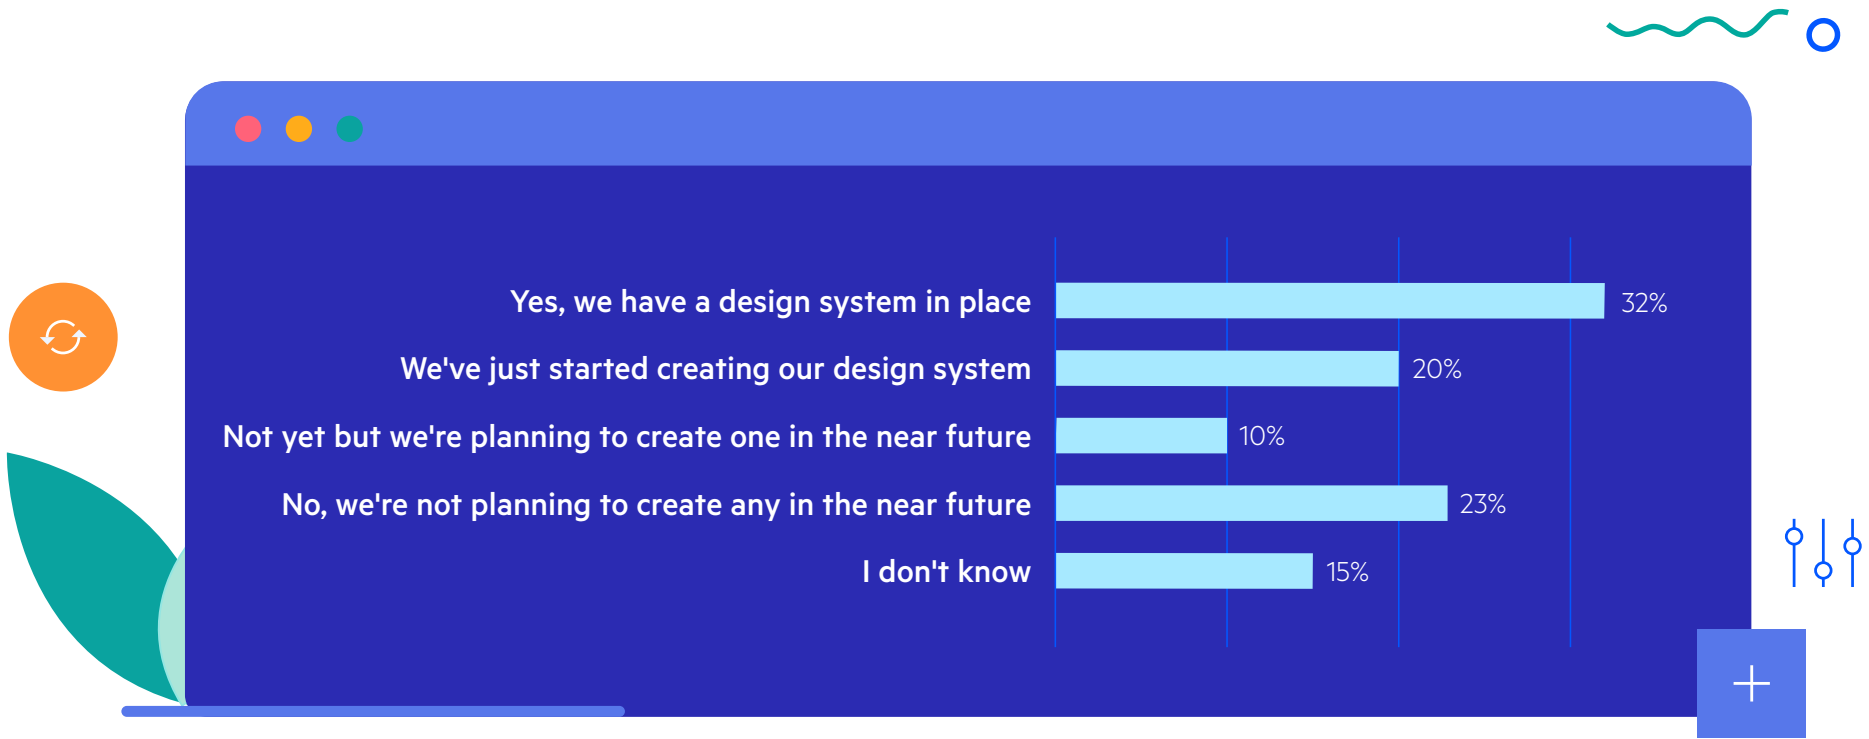 Yes, we have a design system in place 32%
We've just started creating our design system 20%
Not yet but we're planning to create one in the near future 10%
No, we're not planning to create any in the near future 23%
I don't know 15%